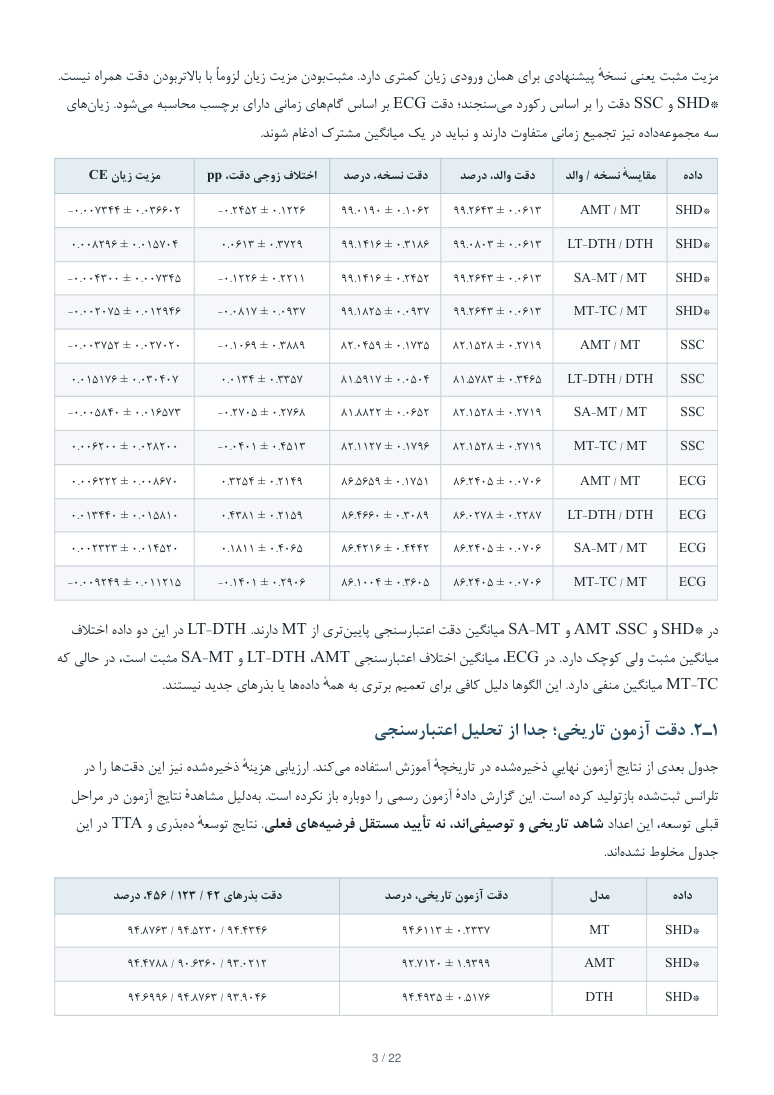 مزیت مثبت یعنی نسخهٔ پیشنهادی برای همان ورودی زیان کمتری دارد. مثبت‌بودن مزیت زیان لزوماً با بالاتربودن دقت همراه نیست.
SHD* و SSC دقت را بر اساس رکورد می‌سنجند؛ دقت ECG بر اساس گام‌های زمانی دارای برچسب محاسبه می‌شود. زیان‌های
سه مجموعه‌داده نیز تجمیع زمانی متفاوت دارند و نباید در یک میانگین مشترک ادغام شوند.
داده مقایسهٔ نسخه / والد دقت والد، درصد دقت نسخه، درصد اختلاف زوجی دقت، pp مزیت زیان CE
SHD* AMT / MT ۹۹.۲۶۴۳ ± ۰.۰۶۱۳ ۹۹.۰۱۹۰ ± ۰.۱۰۶۲ −۰.۲۴۵۲ ± ۰.۱۲۲۶ −۰.۰۰۷۳۴۴ ± ۰.۰۳۶۶۰۲
SHD* LT-DTH / DTH ۹۹.۰۸۰۳ ± ۰.۰۶۱۳ ۹۹.۱۴۱۶ ± ۰.۳۱۸۶ ۰.۰۶۱۳ ± ۰.۳۷۲۹ ۰.۰۰۸۲۹۶ ± ۰.۰۱۵۷۰۴
SHD* SA-MT / MT ۹۹.۲۶۴۳ ± ۰.۰۶۱۳ ۹۹.۱۴۱۶ ± ۰.۲۴۵۲ −۰.۱۲۲۶ ± ۰.۲۲۱۱ −۰.۰۰۴۳۰۰ ± ۰.۰۰۷۳۴۵
SHD* MT-TC / MT ۹۹.۲۶۴۳ ± ۰.۰۶۱۳ ۹۹.۱۸۲۵ ± ۰.۰۹۳۷ −۰.۰۸۱۷ ± ۰.۰۹۳۷ −۰.۰۰۲۰۷۵ ± ۰.۰۱۲۹۴۶
SSC AMT / MT ۸۲.۱۵۲۸ ± ۰.۲۷۱۹ ۸۲.۰۴۵۹ ± ۰.۱۷۳۵ −۰.۱۰۶۹ ± ۰.۳۸۸۹ −۰.۰۰۳۷۵۲ ± ۰.۰۲۷۰۲۰
SSC LT-DTH / DTH ۸۱.۵۷۸۳ ± ۰.۳۴۶۵ ۸۱.۵۹۱۷ ± ۰.۰۵۰۴ ۰.۰۱۳۴ ± ۰.۳۳۵۷ ۰.۰۱۵۱۷۶ ± ۰.۰۳۰۴۰۷
SSC SA-MT / MT ۸۲.۱۵۲۸ ± ۰.۲۷۱۹ ۸۱.۸۸۲۲ ± ۰.۰۶۵۲ −۰.۲۷۰۵ ± ۰.۲۷۶۸ −۰.۰۰۵۸۴۰ ± ۰.۰۱۶۵۷۳
SSC MT-TC / MT ۸۲.۱۵۲۸ ± ۰.۲۷۱۹ ۸۲.۱۱۲۷ ± ۰.۱۷۹۶ −۰.۰۴۰۱ ± ۰.۴۵۱۳ ۰.۰۰۶۲۰۰ ± ۰.۰۲۸۲۰۰
ECG AMT / MT ۸۶.۲۴۰۵ ± ۰.۰۷۰۶ ۸۶.۵۶۵۹ ± ۰.۱۷۵۱ ۰.۳۲۵۴ ± ۰.۲۱۴۹ ۰.۰۰۶۲۲۲ ± ۰.۰۰۸۶۷۰
ECG LT-DTH / DTH ۸۶.۰۲۷۸ ± ۰.۲۲۸۷ ۸۶.۴۶۶۰ ± ۰.۳۰۸۹ ۰.۴۳۸۱ ± ۰.۲۱۵۹ ۰.۰۱۳۴۴۰ ± ۰.۰۱۵۸۱۰
ECG SA-MT / MT ۸۶.۲۴۰۵ ± ۰.۰۷۰۶ ۸۶.۴۲۱۶ ± ۰.۴۴۴۲ ۰.۱۸۱۱ ± ۰.۴۰۶۵ ۰.۰۰۲۳۲۳ ± ۰.۰۱۴۵۲۰
ECG MT-TC / MT ۸۶.۲۴۰۵ ± ۰.۰۷۰۶ ۸۶.۱۰۰۴ ± ۰.۳۶۰۵ −۰.۱۴۰۱ ± ۰.۲۹۰۶ −۰.۰۰۹۲۴۹ ± ۰.۰۱۱۲۱۵
در SHD* و SSC، AMT و SA-MT میانگین دقت اعتبارسنجی پایین‌تری از MT دارند. LT-DTH در این دو داده اختلاف
میانگین مثبت ولی کوچک دارد. در ECG، میانگین اختلاف اعتبارسنجی LT-DTH ،AMT و SA-MT مثبت است، در حالی که
MT-TC میانگین منفی دارد. این الگوها دلیل کافی برای تعمیم برتری به همهٔ داده‌ها یا بذرهای جدید نیستند.
۲ـ۱. دقت آزمون تاریخی؛ جدا از تحلیل اعتبارسنجی
جدول بعدی از نتایج آزمون نهاییِ ذخیره‌شده در تاریخچهٔ آموزش استفاده می‌کند. ارزیابی هزینهٔ ذخیره‌شده نیز این دقت‌ها را در
تلرانس ثبت‌شده بازتولید کرده است. این گزارش دادهٔ آزمون رسمی را دوباره باز نکرده است. به‌دلیل مشاهدهٔ نتایج آزمون در مراحل
قبلی توسعه، این اعداد شاهد تاریخی و توصیفی‌اند، نه تأیید مستقل فرضیه‌های فعلی. نتایج توسعهٔ ده‌بذری و TTA در این
جدول مخلوط نشده‌اند.
داده مدل دقت آزمون تاریخی، درصد دقت بذرهای ۴۲ / ۱۲۳ / ۴۵۶، درصد
SHD* MT ۹۴.۶۱۱۳ ± ۰.۲۳۳۷ ۹۴.۸۷۶۳ / ۹۴.۵۲۳۰ / ۹۴.۴۳۴۶
SHD* AMT ۹۲.۷۱۲۰ ± ۱.۹۳۹۹ ۹۴.۴۷۸۸ / ۹۰.۶۳۶۰ / ۹۳.۰۲۱۲
SHD* DTH ۹۴.۴۹۳۵ ± ۰.۵۱۷۶ ۹۴.۶۹۹۶ / ۹۴.۸۷۶۳ / ۹۳.۹۰۴۶
3 / 22